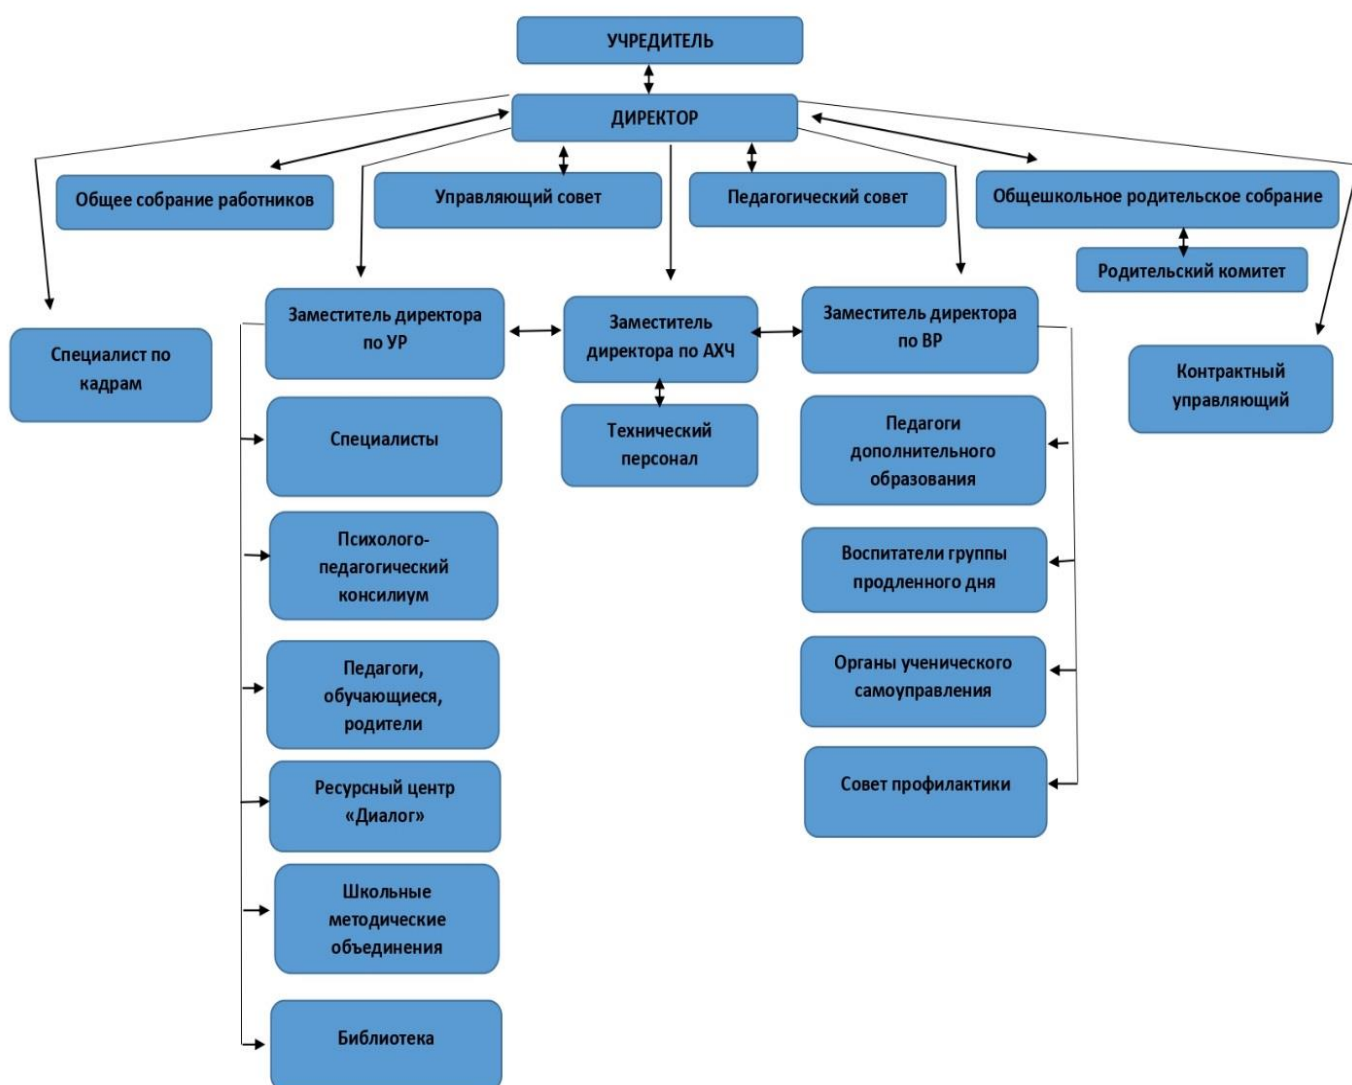 УЧРЕДИТЕЛЬ
ДИРЕКТОР
Общее собрание работников
Управляющий совет
Педагогический совет
Общешкольное родительское собрание
Родительский комитет
Специалист по
кадрам
Заместитель директора
по УР
Заместитель
директора по АХЧ
Заместитель директора
по ВР
Контрактный
управляющий
Специалисты
Психолого-
педагогический
консилиум
Педагоги,
обучающиеся,
родители
Ресурсный центр
«Диалог»
Школьные
методические
объединения
Библиотека
Технический
персонал
Педагоги
дополнительного
образования
Воспитатели группы
продленного дня
Органы ученического
самоуправления
Совет профилактики